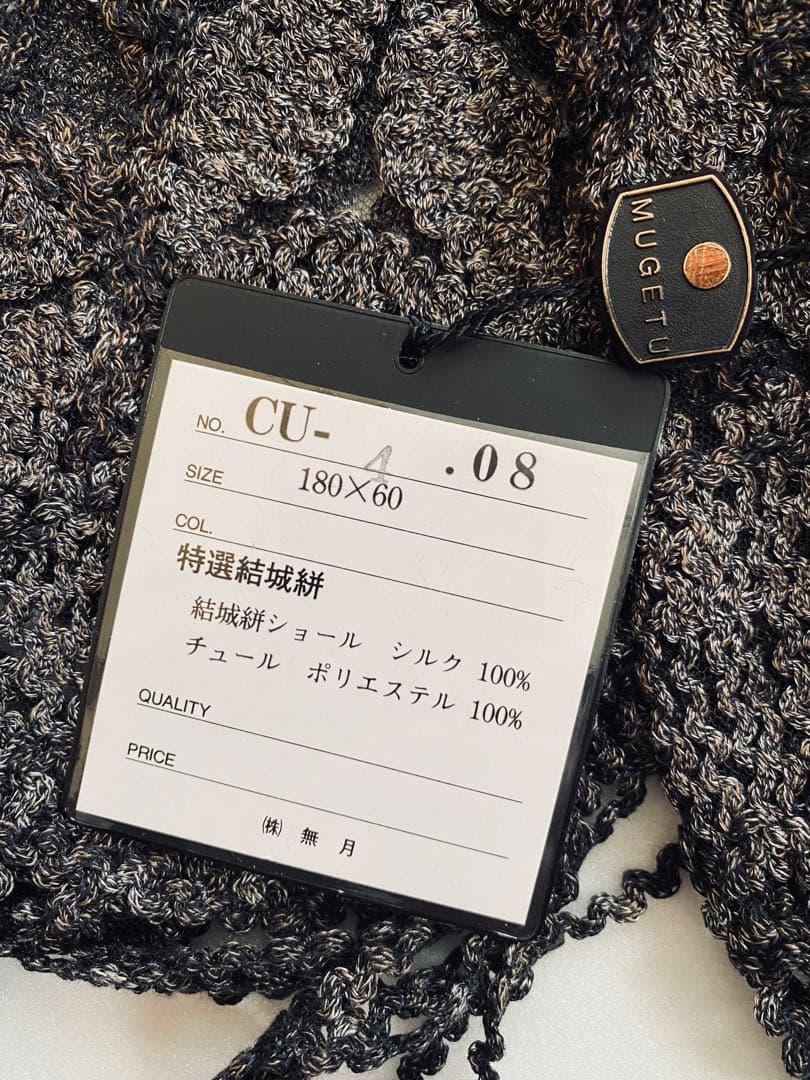 MUGETU
NO. CU-4.08
SIZE 180×60
COL.
特選結城絣
結城絣ショール シルク 100%
チュール ポリエステル 100%
QUALITY
PRICE
㈱ 無 月